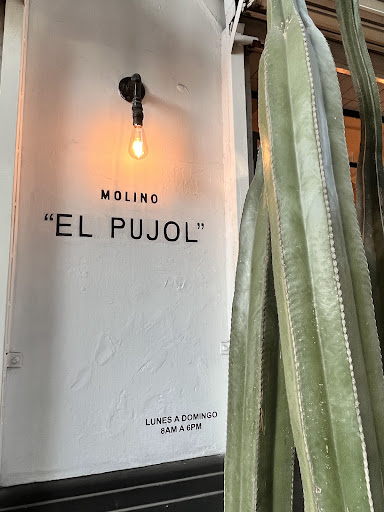 MOLINO
“EL PUJOL”
LUNES A DOMINGO
8AM A 6PM